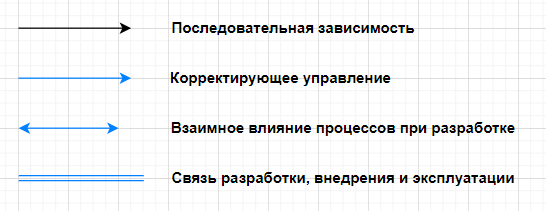 Последовательная зависимость
Корректирующее управление
Взаимное влияние процессов при разработке
Связь разработки, внедрения и эксплуатации